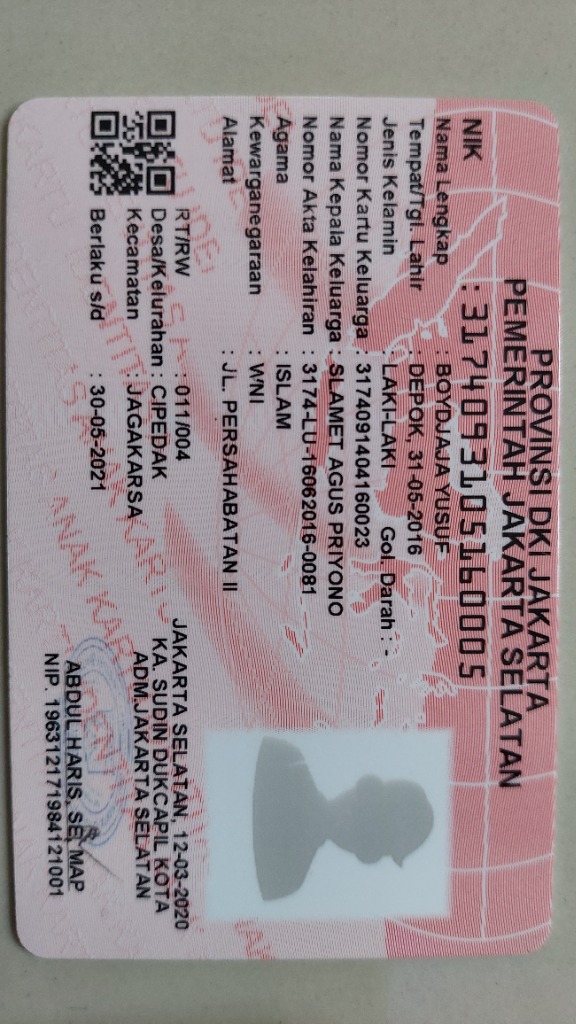 PROVINSI DKI JAKARTA
PEMERINTAH JAKARTA SELATAN
NIK : 3174093105160005
Nama Lengkap : BOYDJAJA YUSUF
Tempat/Tgl. Lahir : DEPOK, 31-05-2016
Jenis Kelamin : LAKI-LAKI Gol. Darah : -
Nomor Kartu Keluarga : 3174091404160023
Nama Kepala Keluarga : SLAMET AGUS PRIYONO
Nomor Akta Kelahiran : 3174-LU-16062016-0081
Agama : ISLAM
Kewarganegaraan : WNI
Alamat : JL. PERSAHABATAN II
RT/RW : 011/004
Desa/Kelurahan : CIPEDAK
Kecamatan : JAGAKARSA
Berlaku s/d : 30-05-2021
JAKARTA SELATAN, 12-03-2020
KA. SUDIN DUKCAPIL KOTA
ADM.JAKARTA SELATAN
ABDUL HARIS, SE, MAP
NIP. 196312171984121001